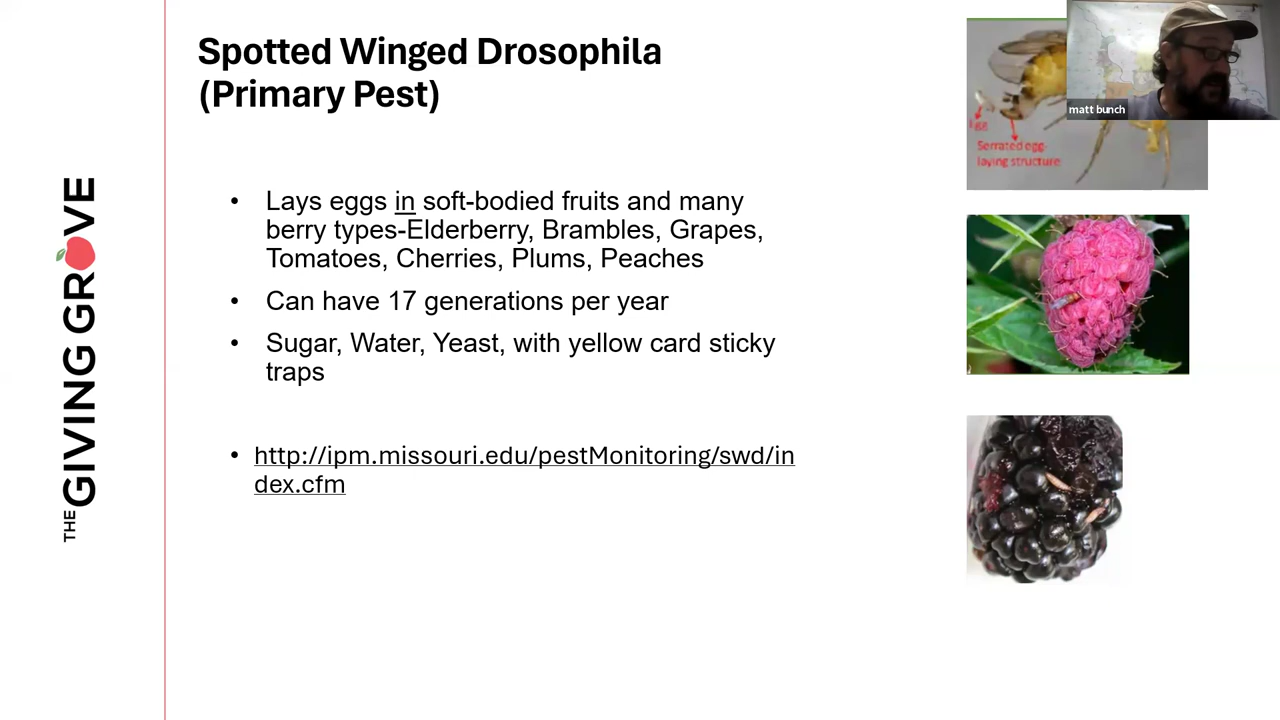 Spotted Winged Drosophila
(Primary Pest)
matt bunch
Egg
Serrated egg-
laying structure
THE GIVING GROVE
• Lays eggs in soft-bodied fruits and many
berry types-Elderberry, Brambles, Grapes,
Tomatoes, Cherries, Plums, Peaches
• Can have 17 generations per year
• Sugar, Water, Yeast, with yellow card sticky
traps
• http://ipm.missouri.edu/pestMonitoring/swd/in
dex.cfm